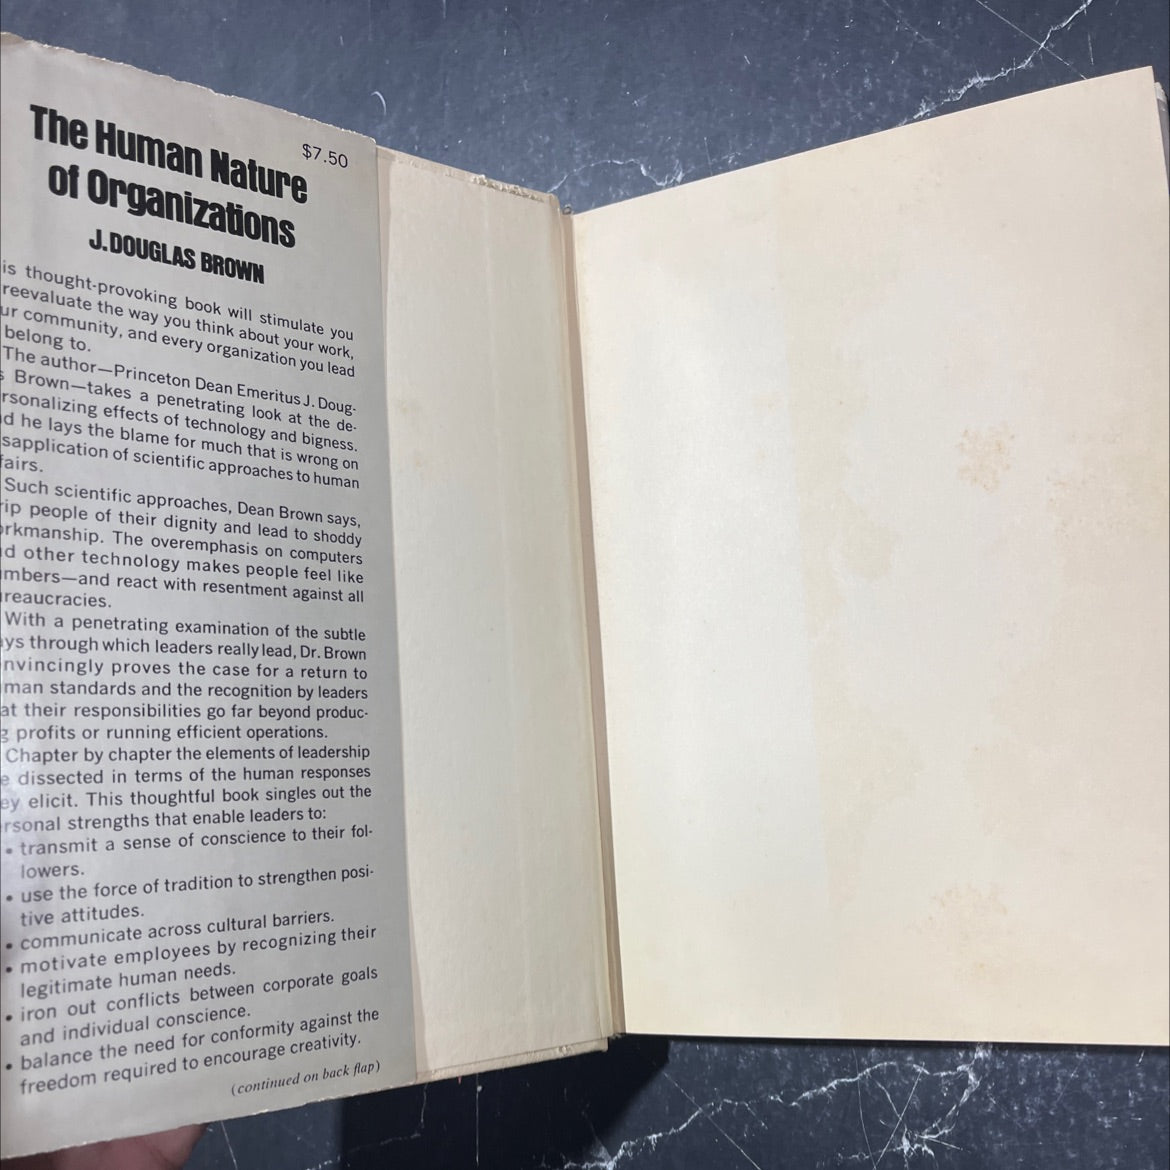 The Human Nature
$7.50
of Organizations
J. DOUGLAS BROWN
is thought-provoking book will stimulate you
reevaluate the way you think about your work,
ur community, and every organization you lead
belong to.
The author—Princeton Dean Emeritus J. Doug-
s Brown—takes a penetrating look at the de-
rsonalizing effects of technology and bigness.
d he lays the blame for much that is wrong on
sapplication of scientific approaches to human
fairs.
Such scientific approaches, Dean Brown says,
rip people of their dignity and lead to shoddy
orkmanship. The overemphasis on computers
d other technology makes people feel like
mbers—and react with resentment against all
reaucracies.
With a penetrating examination of the subtle
ys through which leaders really lead, Dr. Brown
nvincingly proves the case for a return to
man standards and the recognition by leaders
at their responsibilities go far beyond produc-
g profits or running efficient operations.
Chapter by chapter the elements of leadership
e dissected in terms of the human responses
ey elicit. This thoughtful book singles out the
rsonal strengths that enable leaders to:
• transmit a sense of conscience to their fol-
lowers.
• use the force of tradition to strengthen posi-
tive attitudes.
• communicate across cultural barriers.
• motivate employees by recognizing their
legitimate human needs.
• iron out conflicts between corporate goals
and individual conscience.
• balance the need for conformity against the
freedom required to encourage creativity.
(continued on back flap)